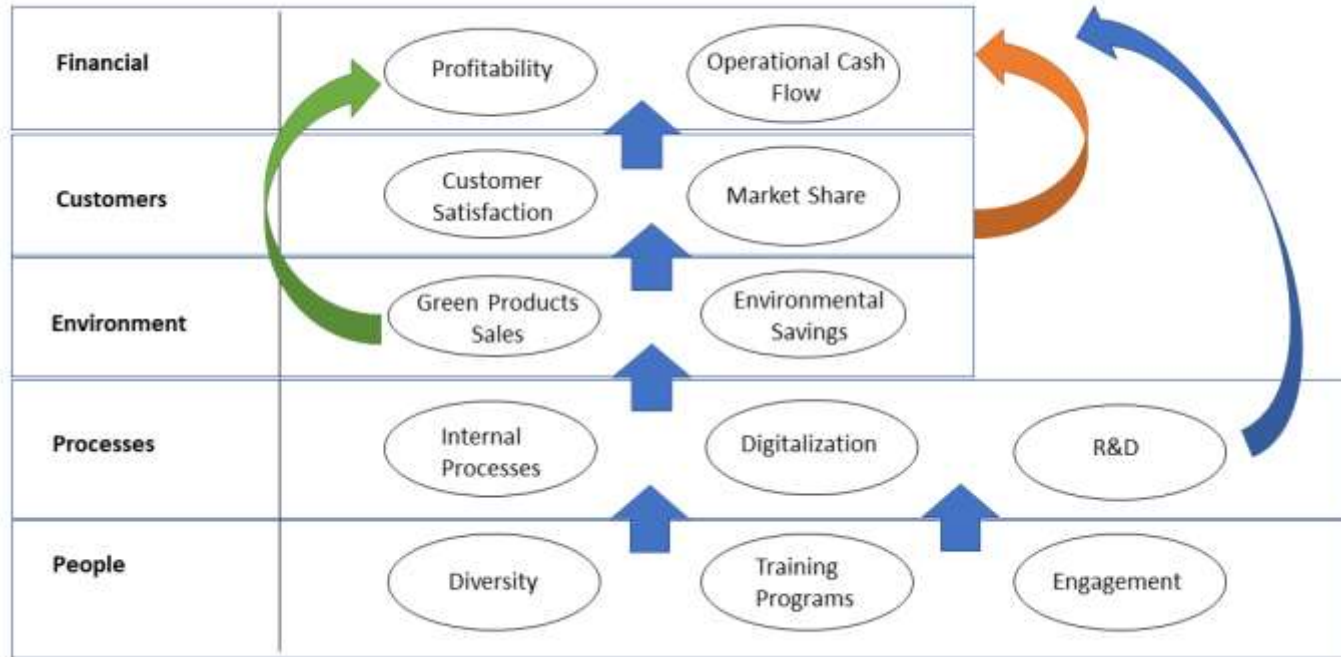 Financial
Profitability
Operational Cash
Flow
Customers
Customer
Satisfaction
Market Share
Environment
Green Products
Sales
Environmental
Savings
Processes
Internal
Processes
Digitalization
R&D
People
Diversity
Training
Programs
Engagement